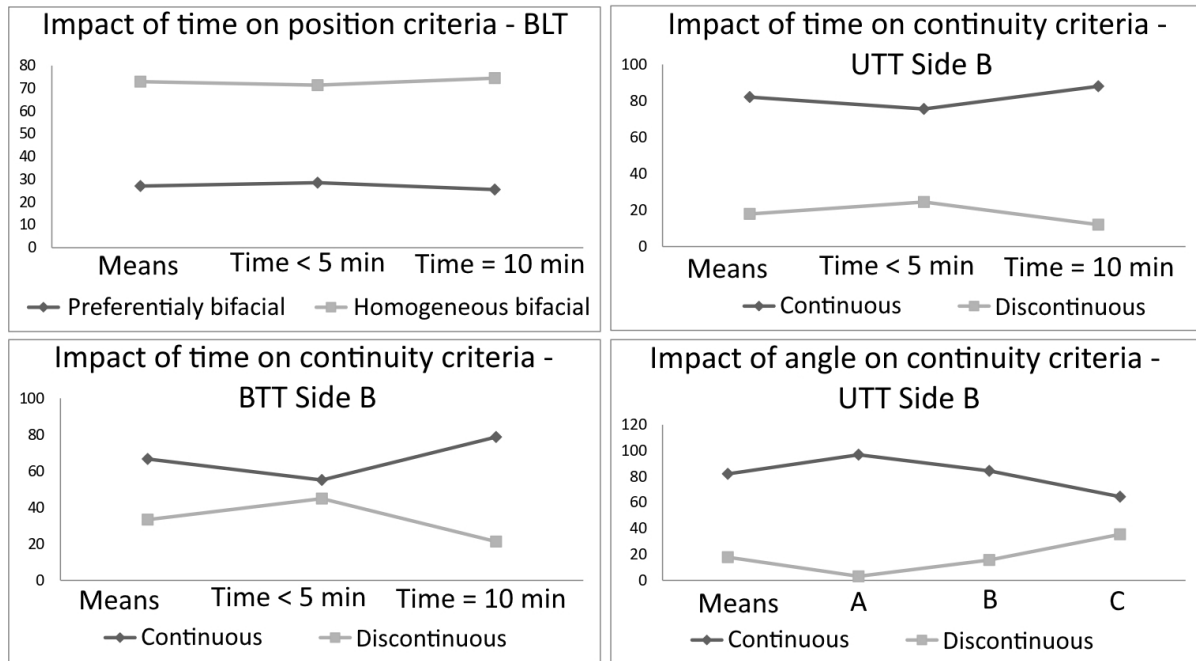 Impact of time on position criteria - BLT
80
70
60
50
40
30
20
10
0
Means Time < 5 min Time = 10 min
Preferentialy bifacial Homogeneous bifacial
Impact of time on continuity criteria -
UTT Side B
100
80
60
40
20
0
Means Time < 5 min Time = 10 min
Continuous Discontinuous
Impact of time on continuity criteria -
BTT Side B
100
80
60
40
20
0
Means Time < 5 min Time = 10 min
Continuous Discontinuous
Impact of angle on continuity criteria -
UTT Side B
120
100
80
60
40
20
0
Means A B C
Continuous Discontinuous